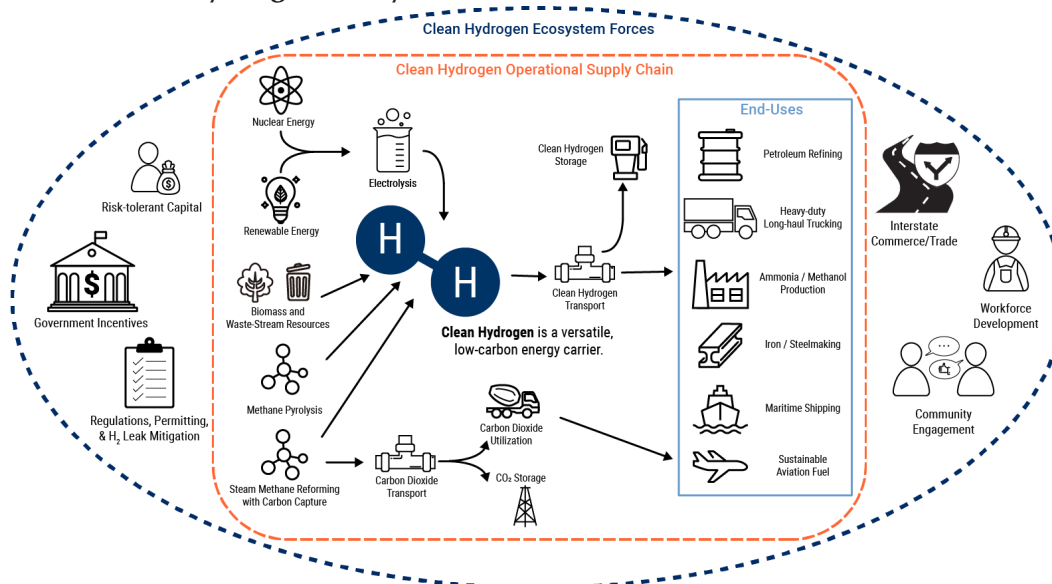 Clean Hydrogen Ecosystem Forces
Clean Hydrogen Operational Supply Chain
Nuclear Energy
Electrolysis
Renewable Energy
Biomass and
Waste-Stream Resources
Methane Pyrolysis
Steam Methane Reforming
with Carbon Capture
H
H
Clean Hydrogen is a versatile,
low-carbon energy carrier.
Clean Hydrogen
Storage
Clean Hydrogen
Transport
Carbon Dioxide
Transport
Carbon Dioxide
Utilization
CO₂ Storage
End-Uses
Petroleum Refining
Heavy-duty
Long-haul Trucking
Ammonia / Methanol
Production
Iron / Steelmaking
Maritime Shipping
Sustainable
Aviation Fuel
$
Risk-tolerant Capital
$
Government Incentives
Regulations, Permitting,
& H₂ Leak Mitigation
Interstate
Commerce/Trade
Workforce
Development
Community
Engagement